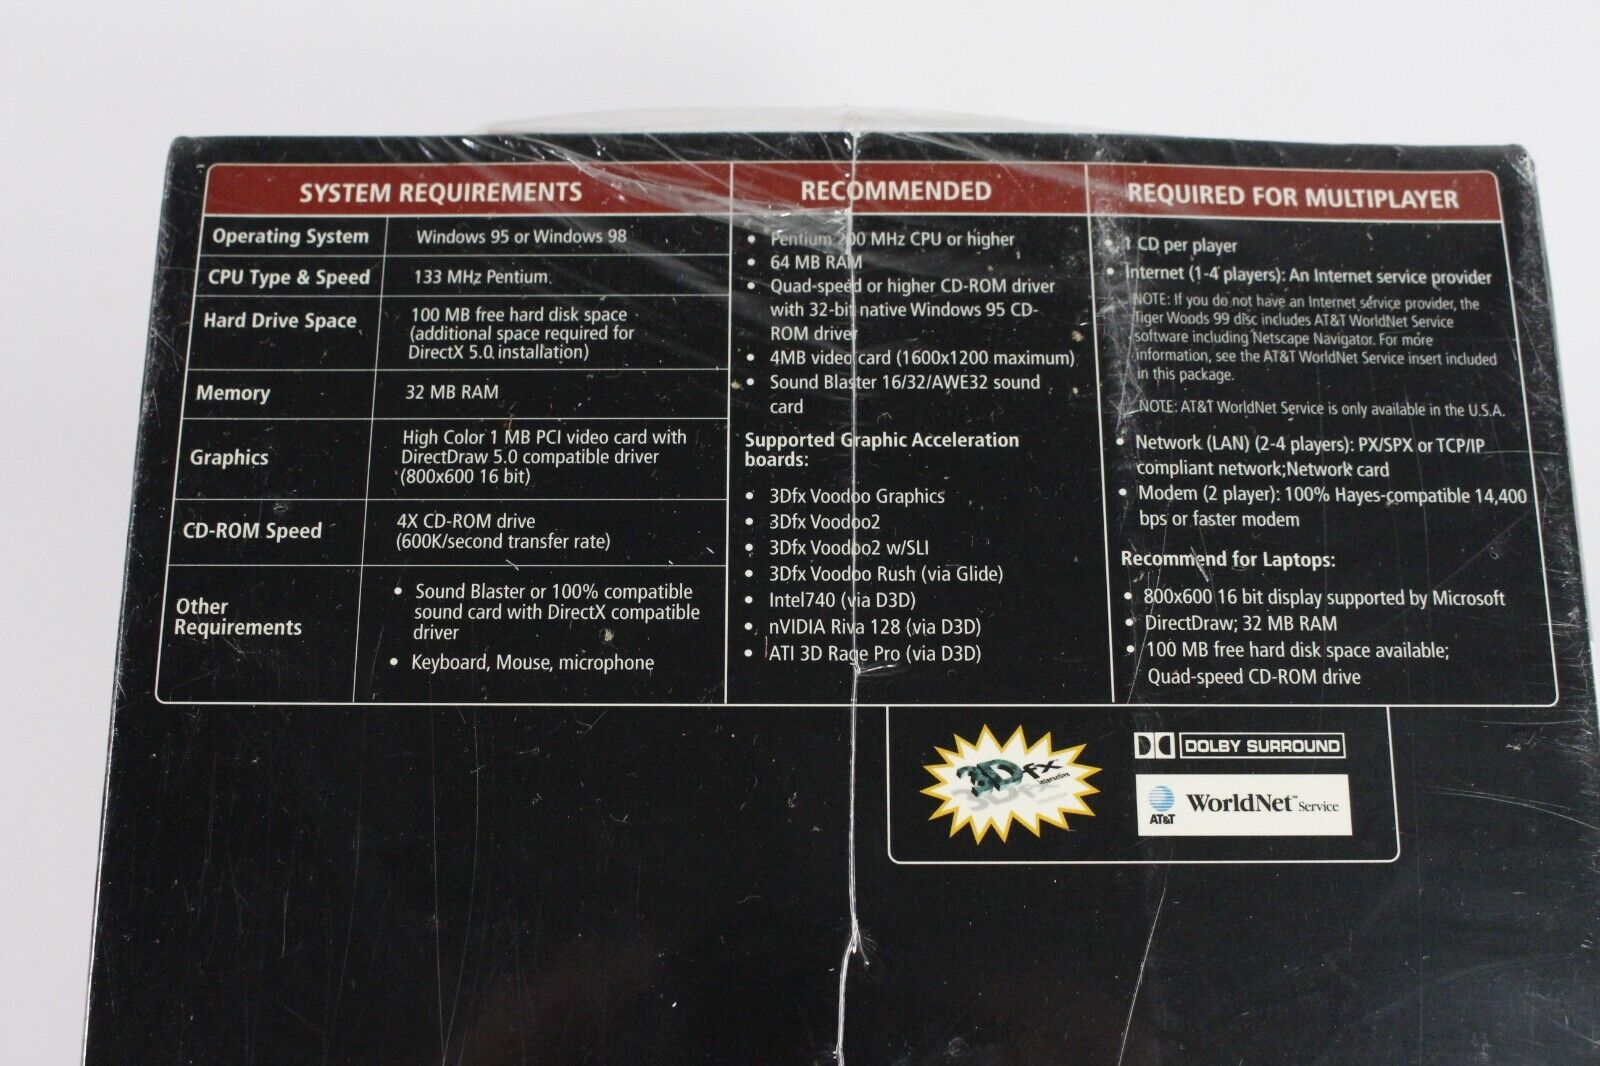 SYSTEM REQUIREMENTS
Operating System
Windows 95 or Windows 98
CPU Type & Speed
133 MHz Pentium
Hard Drive Space
100 MB free hard disk space
(additional space required for
DirectX 5.0 installation)
Memory
32 MB RAM
Graphics
High Color 1 MB PCI video card with
DirectDraw 5.0 compatible driver
(800x600 16 bit)
CD-ROM Speed
4X CD-ROM drive
(600K/second transfer rate)
Other
Requirements
• Sound Blaster or 100% compatible
sound card with DirectX compatible
driver
• Keyboard, Mouse, microphone
RECOMMENDED
• Pentium 200 MHz CPU or higher
• 64 MB RAM
• Quad-speed or higher CD-ROM driver
with 32-bit native Windows 95 CD-
ROM driver
• 4MB video card (1600x1200 maximum)
• Sound Blaster 16/32/AWE32 sound
card
Supported Graphic Acceleration
boards:
• 3Dfx Voodoo Graphics
• 3Dfx Voodoo2
• 3Dfx Voodoo2 w/SLI
• 3Dfx Voodoo Rush (via Glide)
• Intel740 (via D3D)
• nVIDIA Riva 128 (via D3D)
• ATI 3D Rage Pro (via D3D)
REQUIRED FOR MULTIPLAYER
• 1 CD per player
• Internet (1-4 players): An Internet service provider
NOTE: If you do not have an Internet service provider, the
Tiger Woods 99 disc includes AT&T WorldNet Service
software including Netscape Navigator. For more
information, see the AT&T WorldNet Service insert included
in this package.
NOTE: AT&T WorldNet Service is only available in the U.S.A.
• Network (LAN) (2-4 players): PX/SPX or TCP/IP
compliant network;Network card
• Modem (2 player): 100% Hayes-compatible 14,400
bps or faster modem
Recommend for Laptops:
• 800x600 16 bit display supported by Microsoft
• DirectDraw; 32 MB RAM
• 100 MB free hard disk space available;
Quad-speed CD-ROM drive
3Dfx
interactive
DOLBY SURROUND
AT&T
WorldNet℠ Service